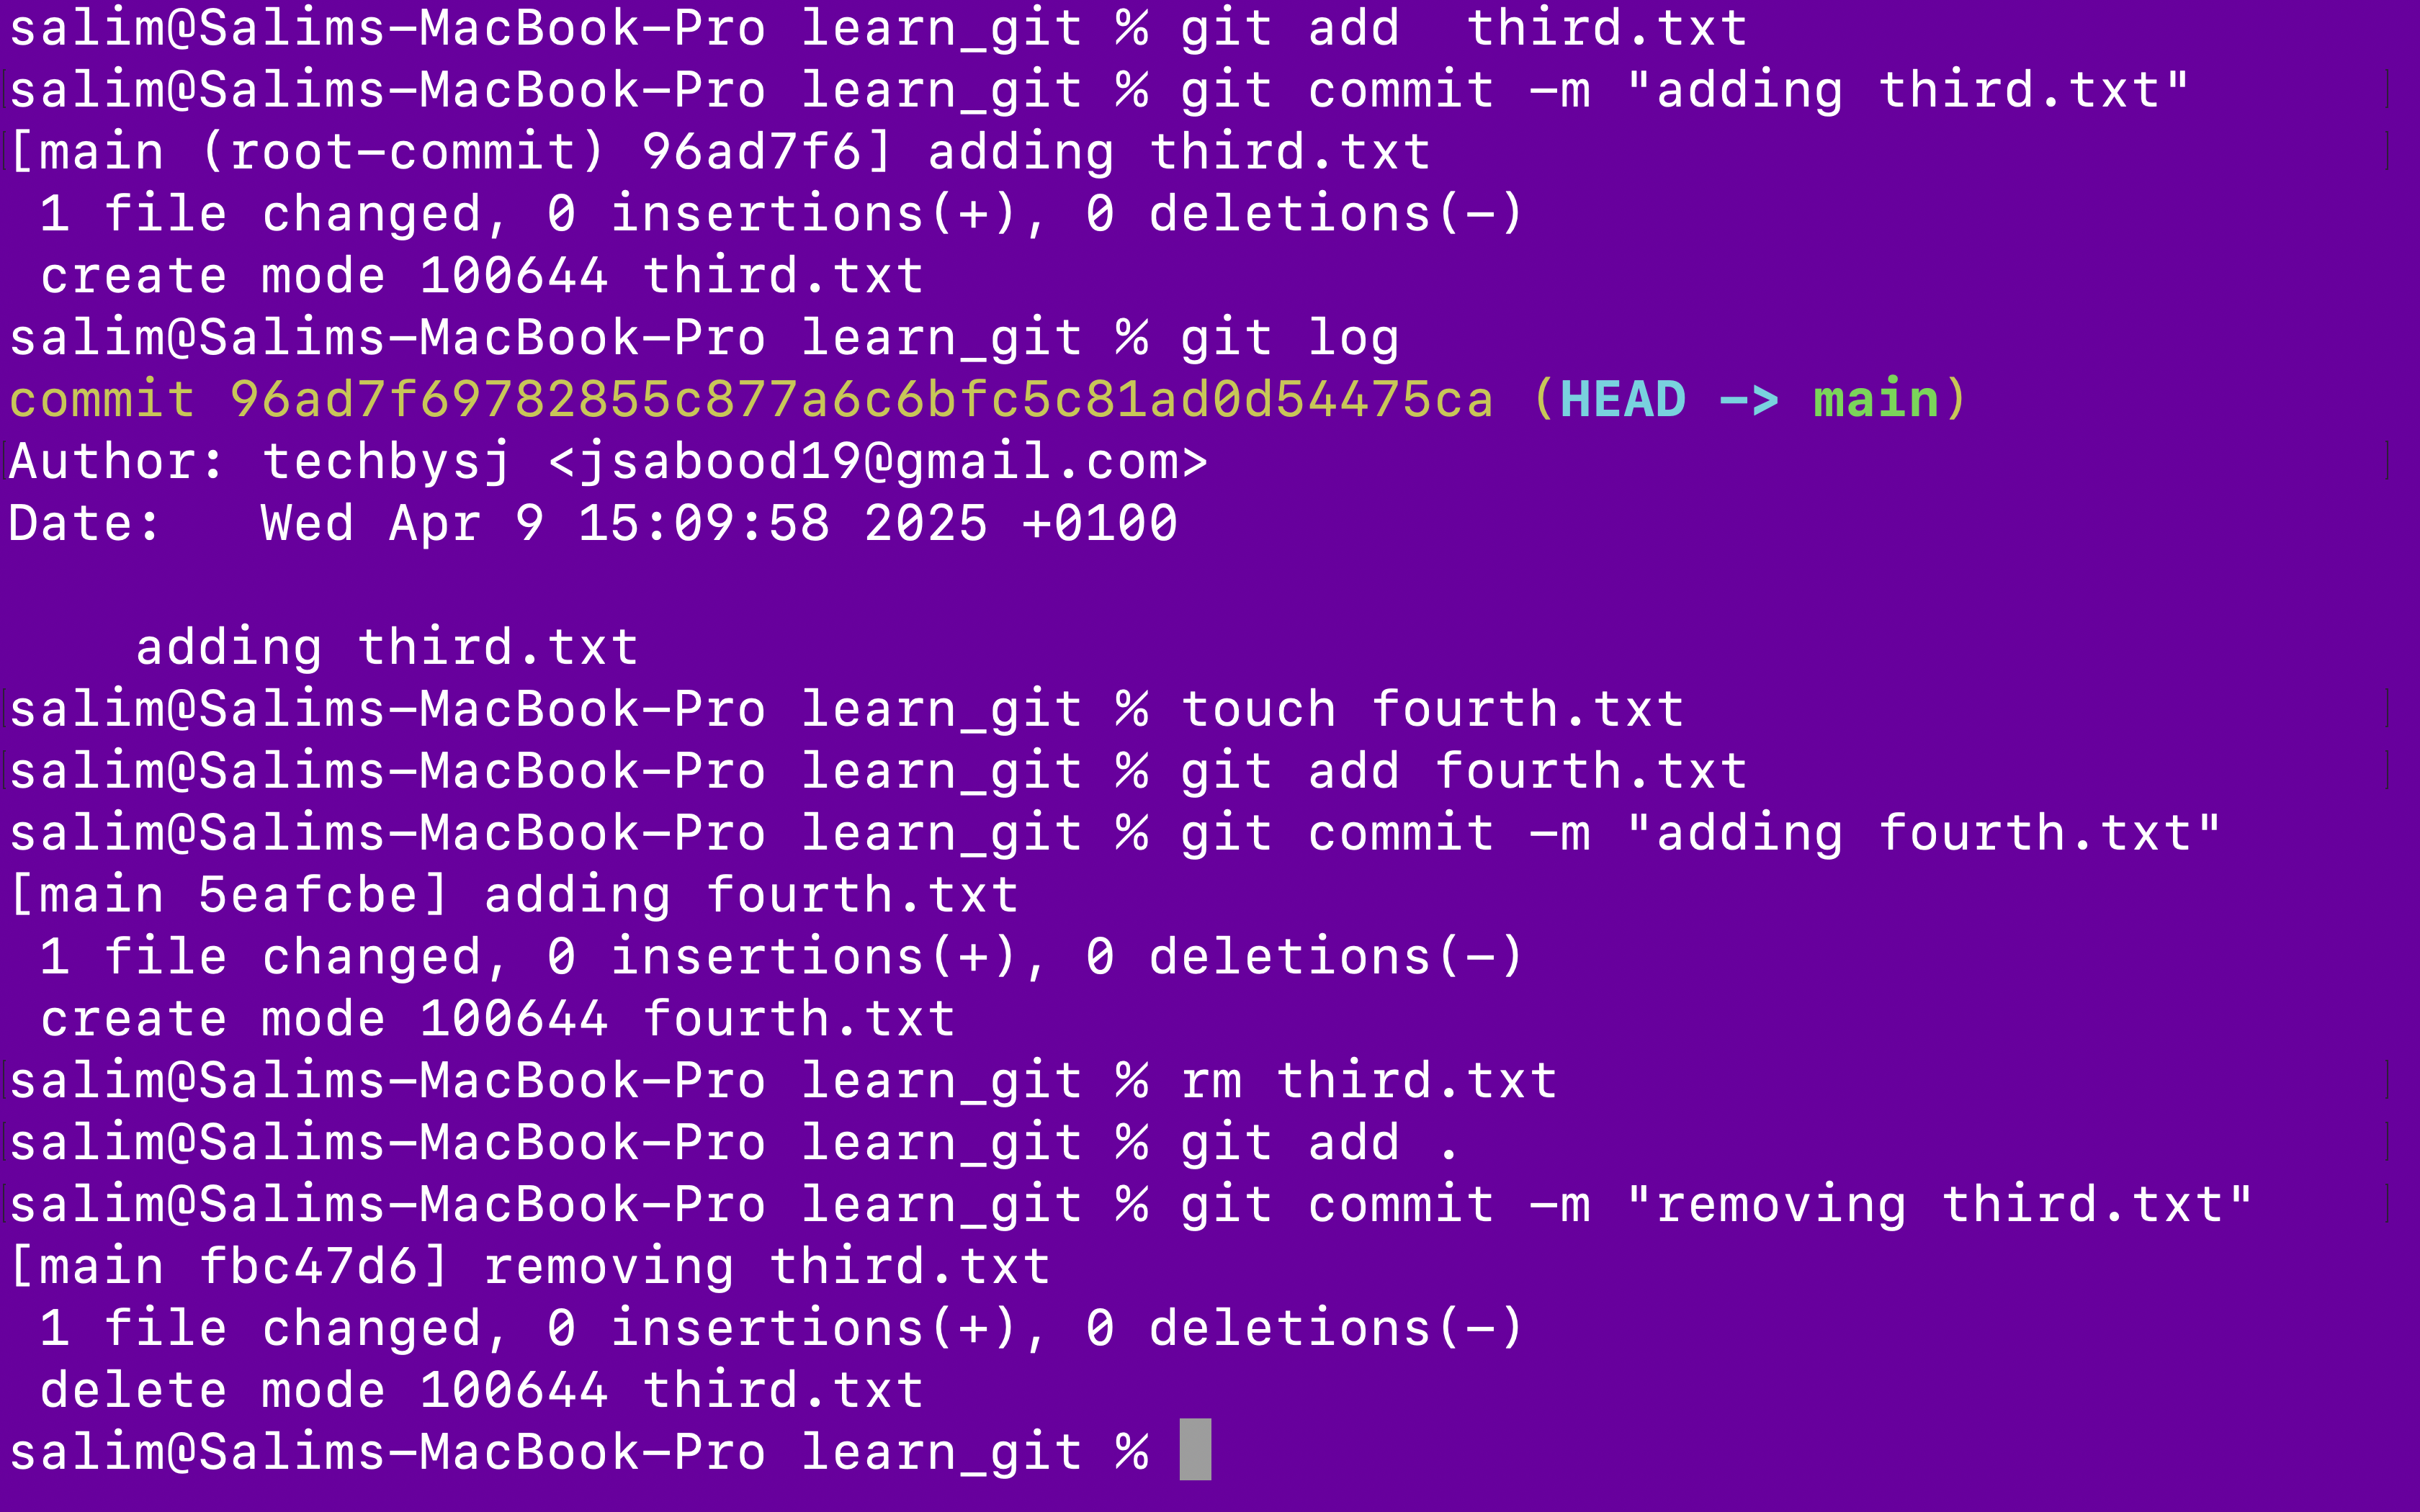 salim@Salims-MacBook-Pro learn_git % git add  third.txt
salim@Salims-MacBook-Pro learn_git % git commit -m "adding third.txt"
[main (root-commit) 96ad7f6] adding third.txt
 1 file changed, 0 insertions(+), 0 deletions(-)
 create mode 100644 third.txt
salim@Salims-MacBook-Pro learn_git % git log
commit 96ad7f69782855c877a6c6bfc5c81ad0d54475ca (HEAD -> main)
Author: techbysj <jsabood19@gmail.com>
Date:   Wed Apr 9 15:09:58 2025 +0100

    adding third.txt
salim@Salims-MacBook-Pro learn_git % touch fourth.txt
salim@Salims-MacBook-Pro learn_git % git add fourth.txt
salim@Salims-MacBook-Pro learn_git % git commit -m "adding fourth.txt"
[main 5eafcbe] adding fourth.txt
 1 file changed, 0 insertions(+), 0 deletions(-)
 create mode 100644 fourth.txt
salim@Salims-MacBook-Pro learn_git % rm third.txt
salim@Salims-MacBook-Pro learn_git % git add .
salim@Salims-MacBook-Pro learn_git % git commit -m "removing third.txt"
[main fbc47d6] removing third.txt
 1 file changed, 0 insertions(+), 0 deletions(-)
 delete mode 100644 third.txt
salim@Salims-MacBook-Pro learn_git %